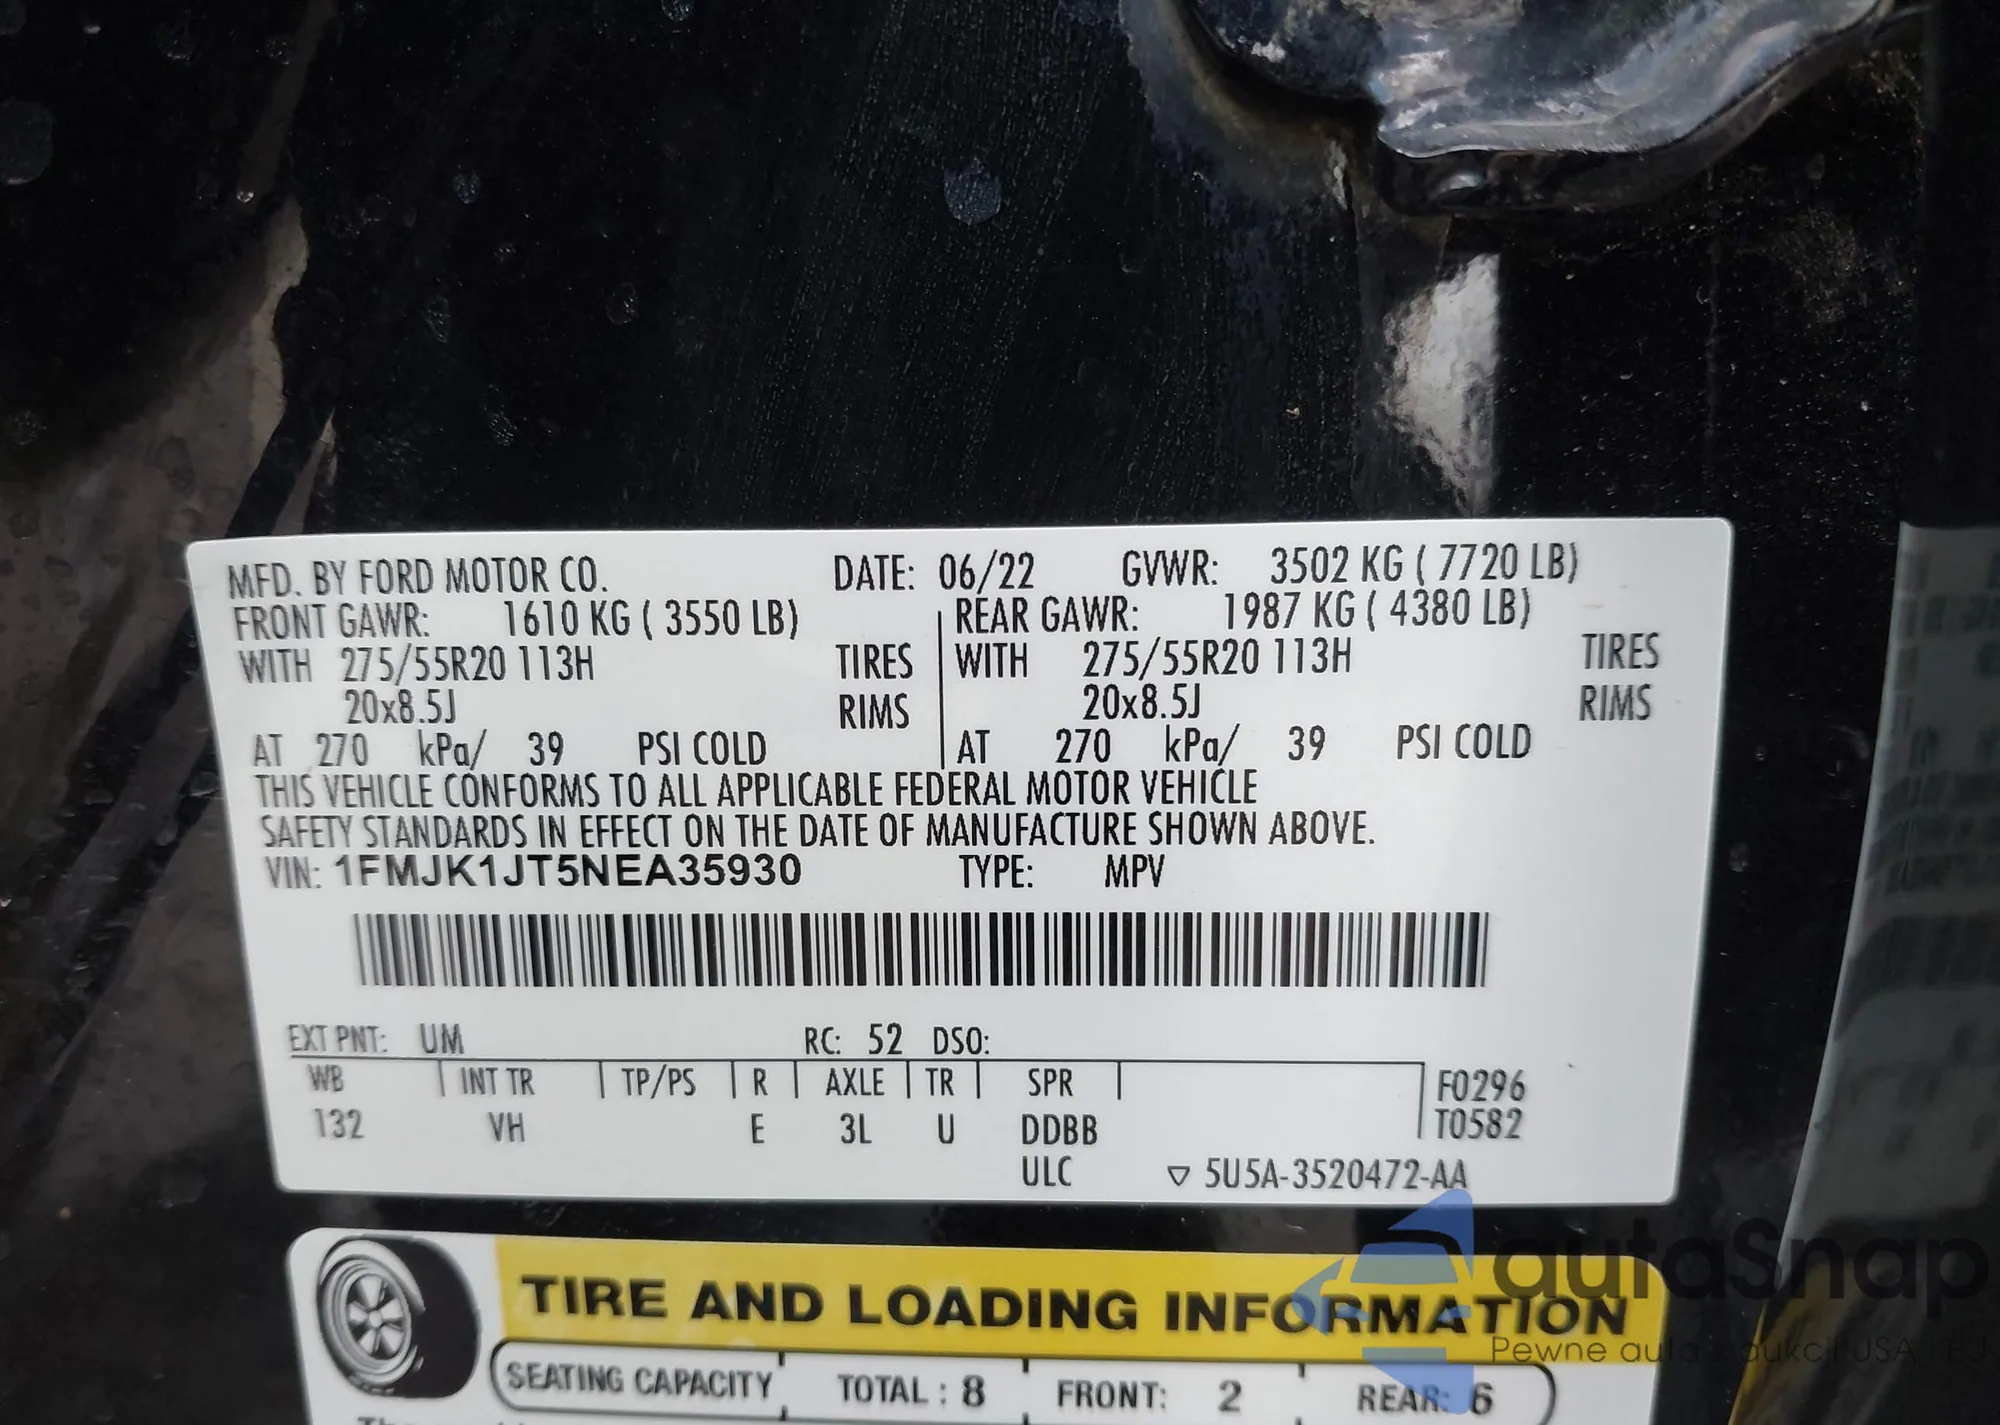 MFD. BY FORD MOTOR CO. DATE: 06/22 GVWR: 3502 KG ( 7720 LB)
FRONT GAWR: 1610 KG ( 3550 LB) REAR GAWR: 1987 KG ( 4380 LB)
WITH 275/55R20 113H TIRES WITH 275/55R20 113H TIRES
20x8.5J RIMS 20x8.5J RIMS
AT 270 kPa/ 39 PSI COLD AT 270 kPa/ 39 PSI COLD
THIS VEHICLE CONFORMS TO ALL APPLICABLE FEDERAL MOTOR VEHICLE
SAFETY STANDARDS IN EFFECT ON THE DATE OF MANUFACTURE SHOWN ABOVE.
VIN: 1FMJK1JT5NEA35930 TYPE: MPV
EXT PNT: UM RC: 52 DSO:
WB INT TR TP/PS R AXLE TR SPR F0296
132 VH E 3L U DDBB T0582
ULC ▽ 5U5A-3520472-AA
TIRE AND LOADING INFORMATION
SEATING CAPACITY TOTAL : 8 FRONT: 2 REAR: 6
autaSnap
Pewne auta z aukcji USA i EU